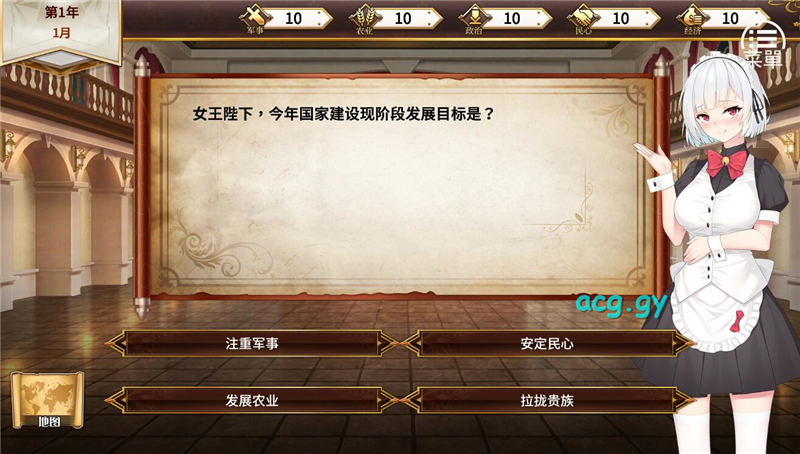 第1年
1月
军事
10
农业
10
政治
10
民心
10
经济
10
菜單
女王陛下，今年国家建设现阶段发展目标是？
acg.gy
注重军事
安定民心
发展农业
拉拢贵族
地图